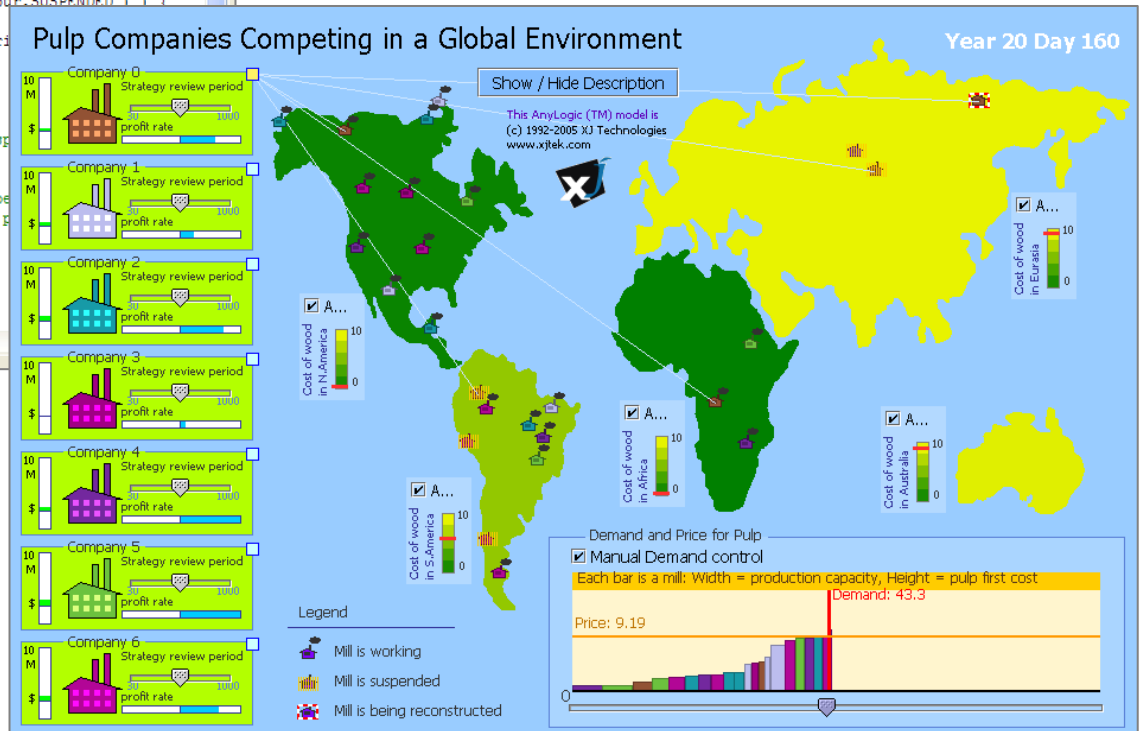 our.SUSPENDED
Pulp Companies Competing in a Global Environment
Year 20 Day 160
Show / Hide Description
This AnyLogic (TM) model is
(c) 1992-2005 XJ Technologies
www.xjtek.com
XJ
Company 0
10
M
$
Strategy review period
30 1000
profit rate
Company 1
10
M
$
Strategy review period
30 1000
profit rate
Company 2
10
M
$
Strategy review period
30 1000
profit rate
Company 3
10
M
$
Strategy review period
30 1000
profit rate
Company 4
10
M
$
Strategy review period
30 1000
profit rate
Company 5
10
M
$
Strategy review period
30 1000
profit rate
Company 6
10
M
$
Strategy review period
30 1000
profit rate
A...
Cost of wood
in N.America
10
0
A...
Cost of wood
in S.America
10
0
A...
Cost of wood
in Africa
10
0
A...
Cost of wood
in Eurasia
10
0
A...
Cost of wood
in Australia
10
0
Legend
Mill is working
Mill is suspended
Mill is being reconstructed
Demand and Price for Pulp
Manual Demand control
Each bar is a mill: Width = production capacity, Height = pulp first cost
Demand: 43.3
Price: 9.19
0